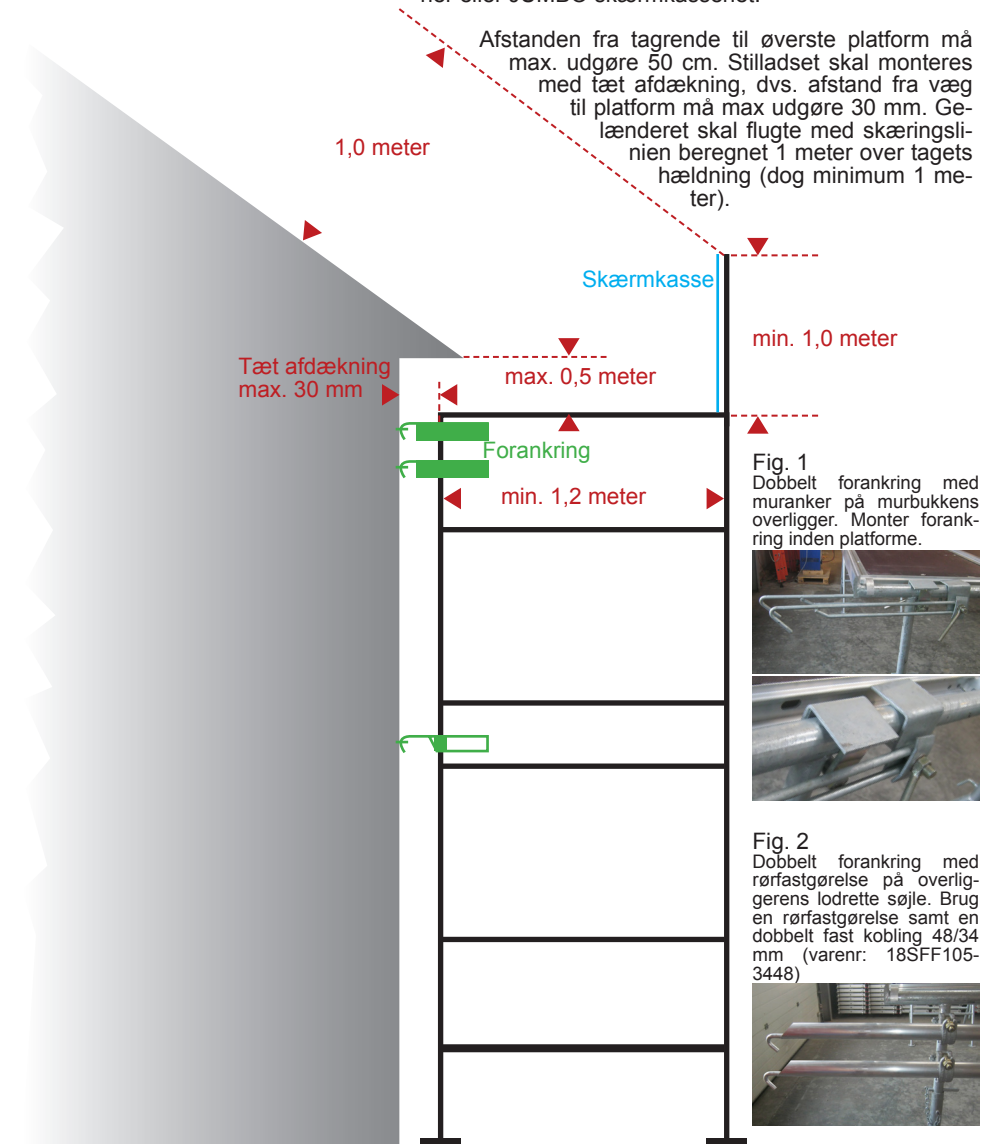 ner eller JUMBO skærmkassenet.
Afstanden fra tagrende til øverste platform må
max. udgøre 50 cm. Stilladset skal monteres
med tæt afdækning, dvs. afstand fra væg
til platform må max udgøre 30 mm. Ge-
lænderet skal flugte med skæringsli-
nien beregnet 1 meter over tagets
hældning (dog minimum 1 me-
ter).
1,0 meter
Skærmkasse
min. 1,0 meter
Tæt afdækning
max. 30 mm
max. 0,5 meter
Forankring
min. 1,2 meter
Fig. 1
Dobbelt forankring med
muranker på murbukkens
overligger. Monter forank-
ring inden platforme.
Fig. 2
Dobbelt forankring med
rørfastgørelse på overlig-
gerens lodrette søjle. Brug
en rørfastgørelse samt en
dobbelt fast kobling 48/34
mm (varenr: 18SFF105-
3448)